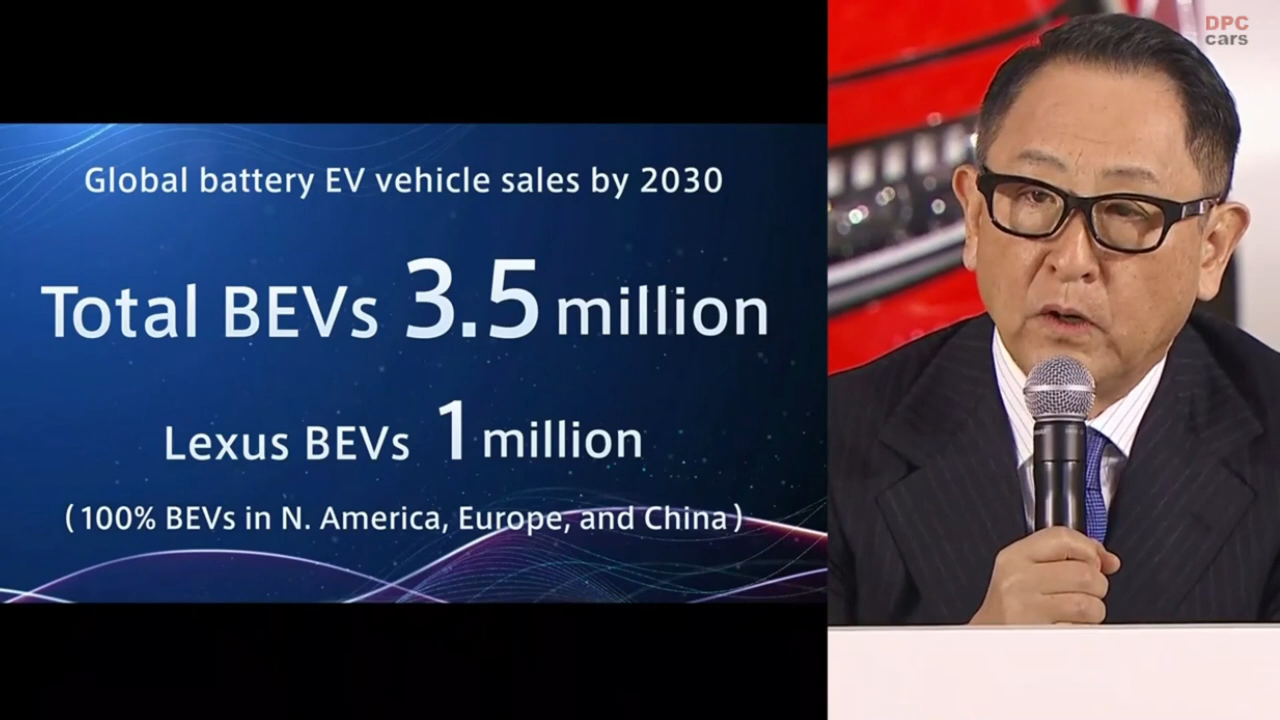 Global battery EV vehicle sales by 2030
Total BEVs 3.5 million
Lexus BEVs 1 million
(100% BEVs in N. America, Europe, and China)
DPC
cars